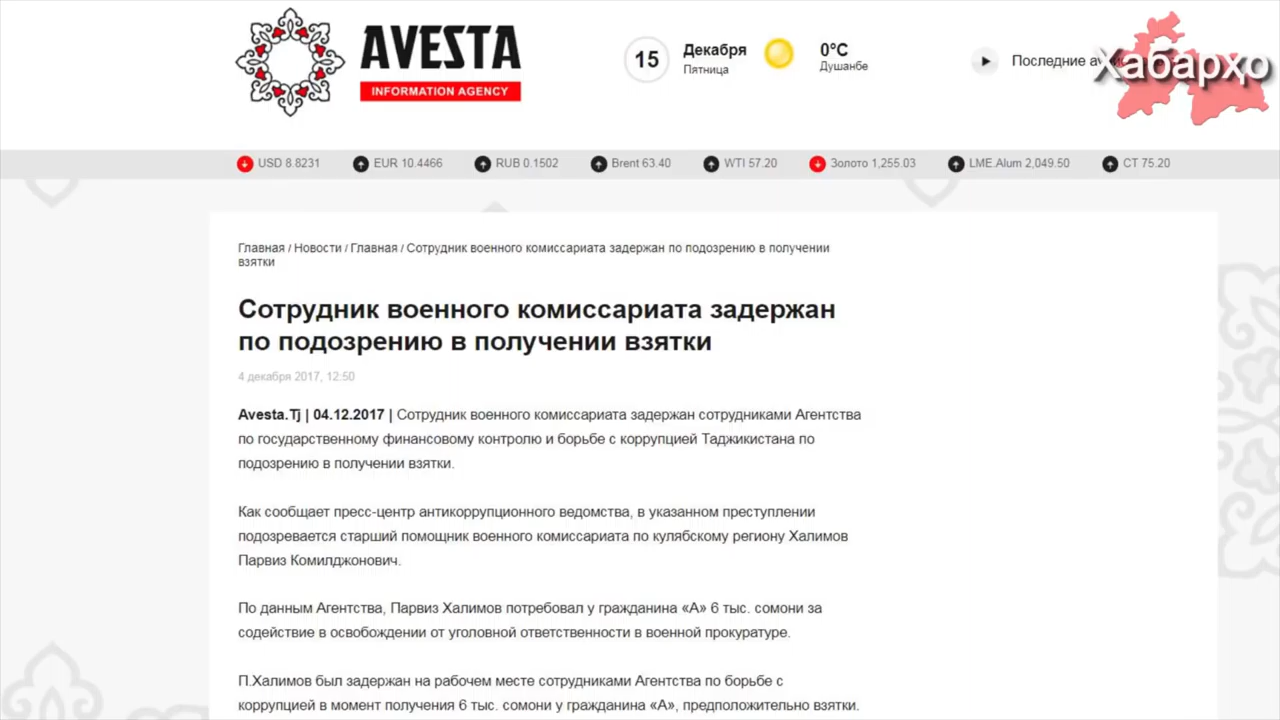 AVESTA
INFORMATION AGENCY
15
Декабря
Пятница
0°C
Душанбе
Последние
Хабарҳо
USD 8.8231
EUR 10.4466
RUB 0.1502
Brent 63.40
WTI 57.20
Золото 1,255.03
LME.Alum 2,049.50
CT 75.20
Главная / Новости / Главная / Сотрудник военного комиссариата задержан по подозрению в получении
взятки
Сотрудник военного комиссариата задержан
по подозрению в получении взятки
4 декабря 2017, 12:50
Avesta.Tj | 04.12.2017 | Сотрудник военного комиссариата задержан сотрудниками Агентства
по государственному финансовому контролю и борьбе с коррупцией Таджикистана по
подозрению в получении взятки.
Как сообщает пресс-центр антикоррупционного ведомства, в указанном преступлении
подозревается старший помощник военного комиссариата по кулябскому региону Халимов
Парвиз Комилджонович.
По данным Агентства, Парвиз Халимов потребовал у гражданина «А» 6 тыс. сомони за
содействие в освобождении от уголовной ответственности в военной прокуратуре.
П.Халимов был задержан на рабочем месте сотрудниками Агентства по борьбе с
коррупцией в момент получения 6 тыс. сомони у гражданина «А», предположительно взятки.